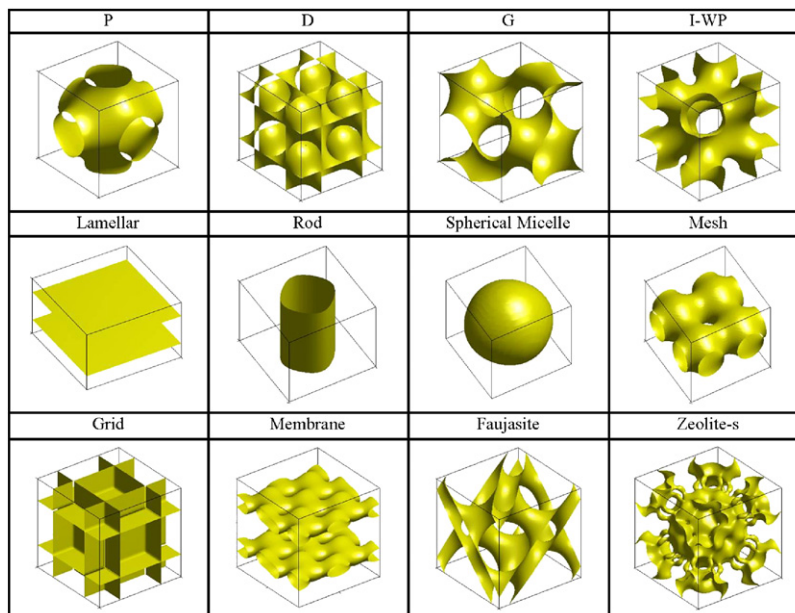 P D G I-WP
Lamellar Rod Spherical Micelle Mesh
Grid Membrane Faujasite Zeolite-s